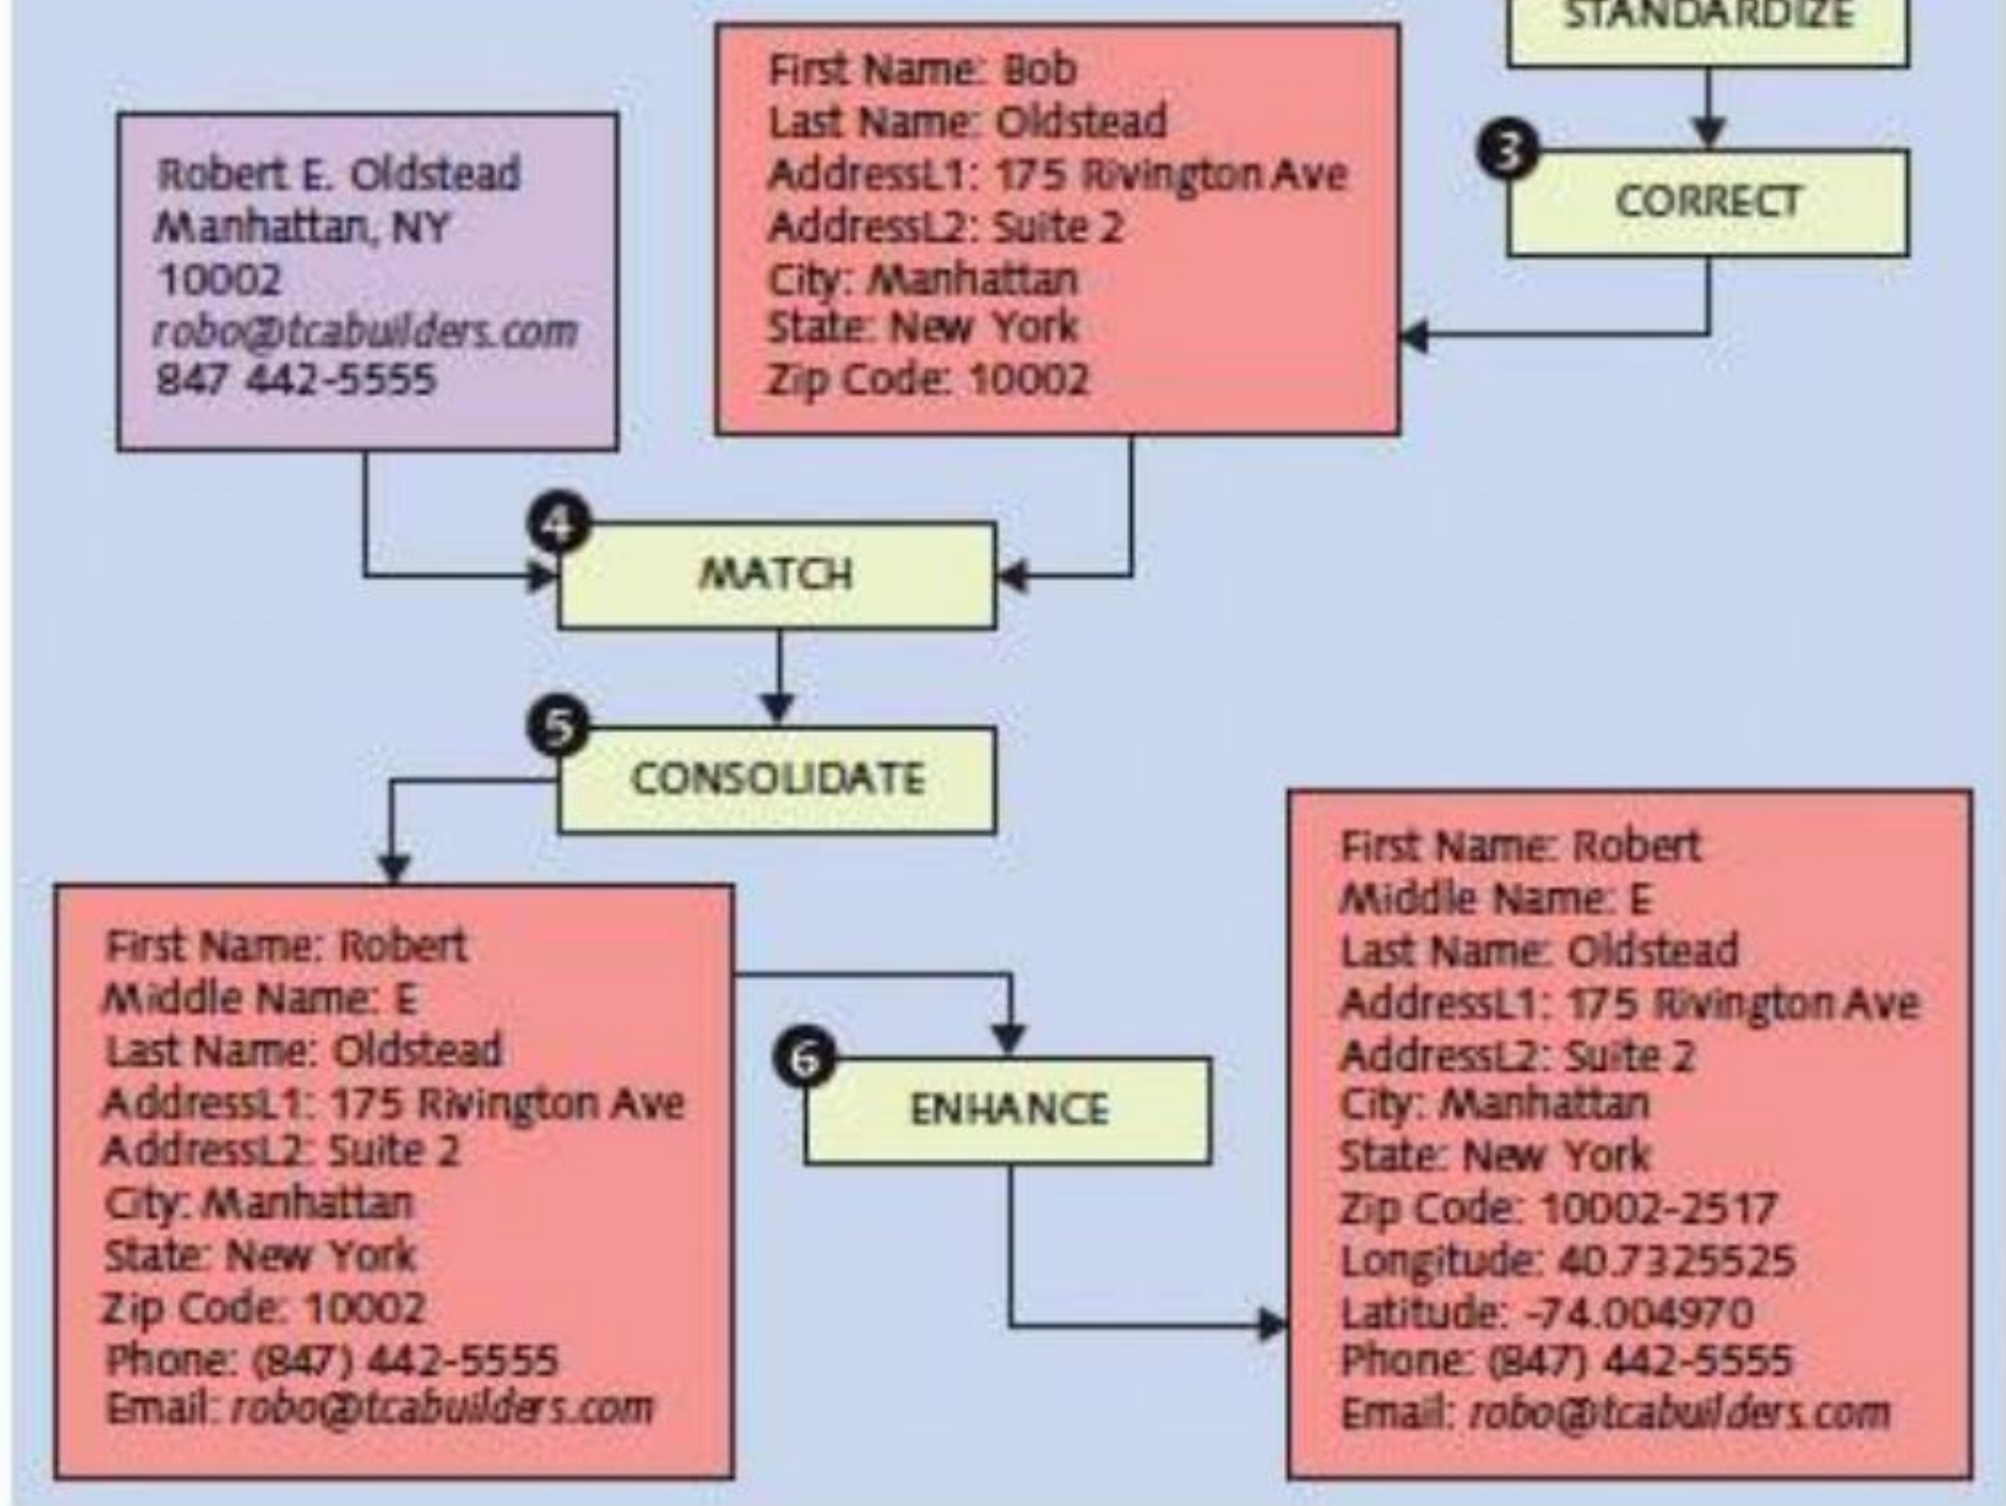 STANDARDIZE
3
CORRECT
First Name: Bob
Last Name: Oldstead
AddressL1: 175 Rivington Ave
AddressL2: Suite 2
City: Manhattan
State: New York
Zip Code: 10002
Robert E. Oldstead
Manhattan, NY
10002
robo@tcabuilders.com
847 442-5555
4
MATCH
5
CONSOLIDATE
First Name: Robert
Middle Name: E
Last Name: Oldstead
AddressL1: 175 Rivington Ave
AddressL2: Suite 2
City: Manhattan
State: New York
Zip Code: 10002
Phone: (847) 442-5555
Email: robo@tcabuilders.com
6
ENHANCE
First Name: Robert
Middle Name: E
Last Name: Oldstead
AddressL1: 175 Rivington Ave
AddressL2: Suite 2
City: Manhattan
State: New York
Zip Code: 10002-2517
Longitude: 40.7325525
Latitude: -74.004970
Phone: (847) 442-5555
Email: robo@tcabuilders.com